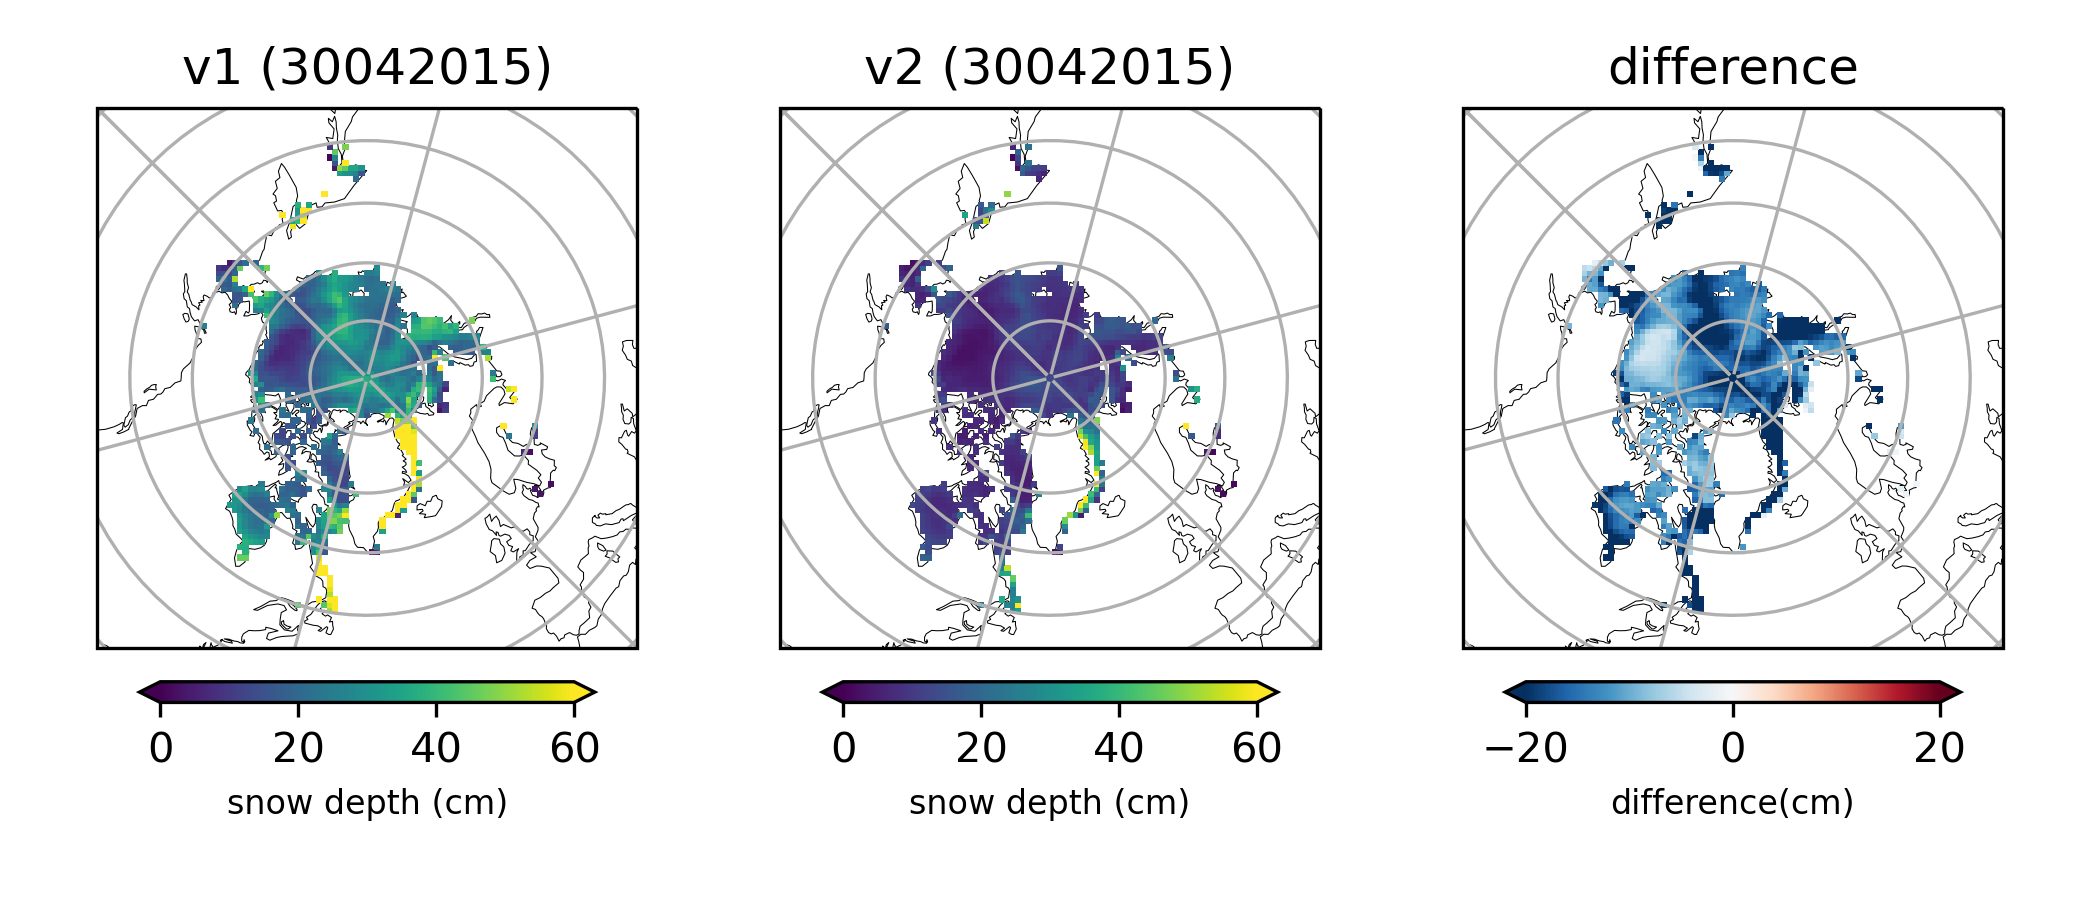 v1 (30042015)
v2 (30042015)
difference
0 20 40 60
snow depth (cm)
0 20 40 60
snow depth (cm)
−20 0 20
difference(cm)